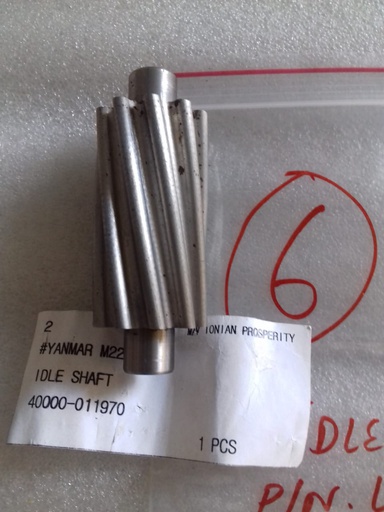 6
2
M/V IONIAN PROSPERITY
#YANMAR M22
IDLE SHAFT
40000-011970
1 PCS
DLE
P/N.